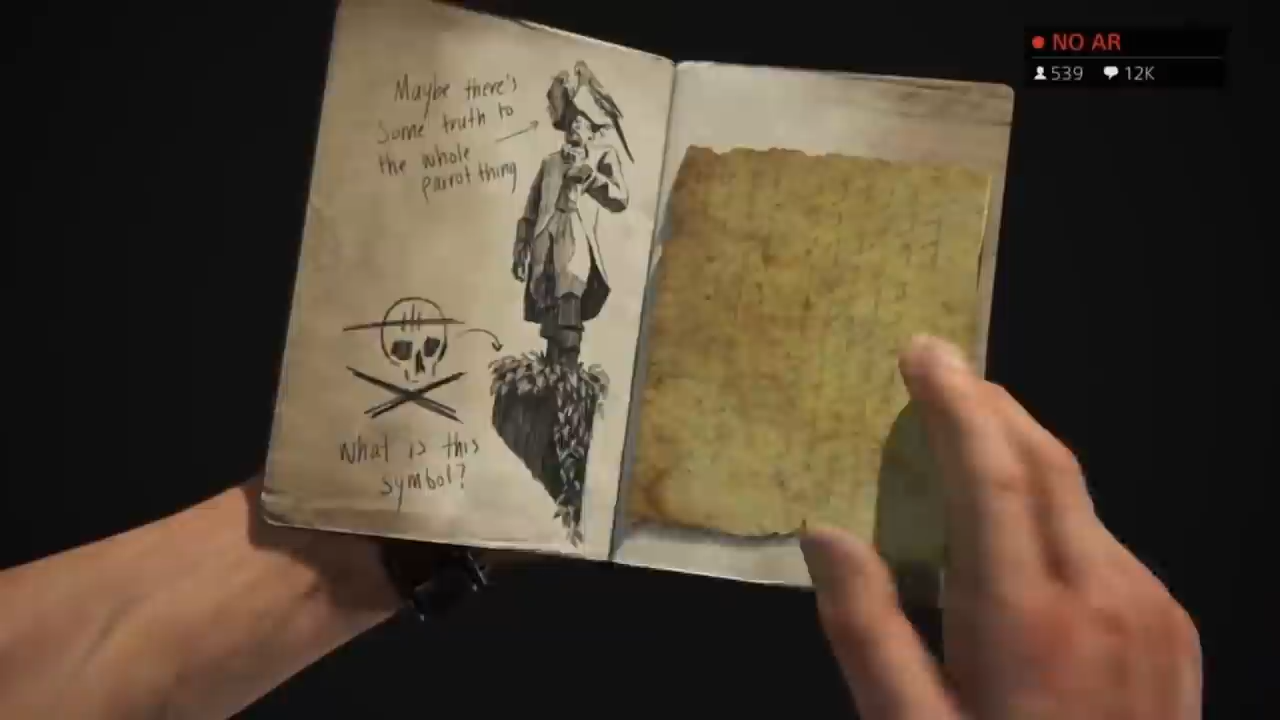 NO AR
539 12K
Maybe there's
some truth to
the whole
parrot thing
What is this
symbol?